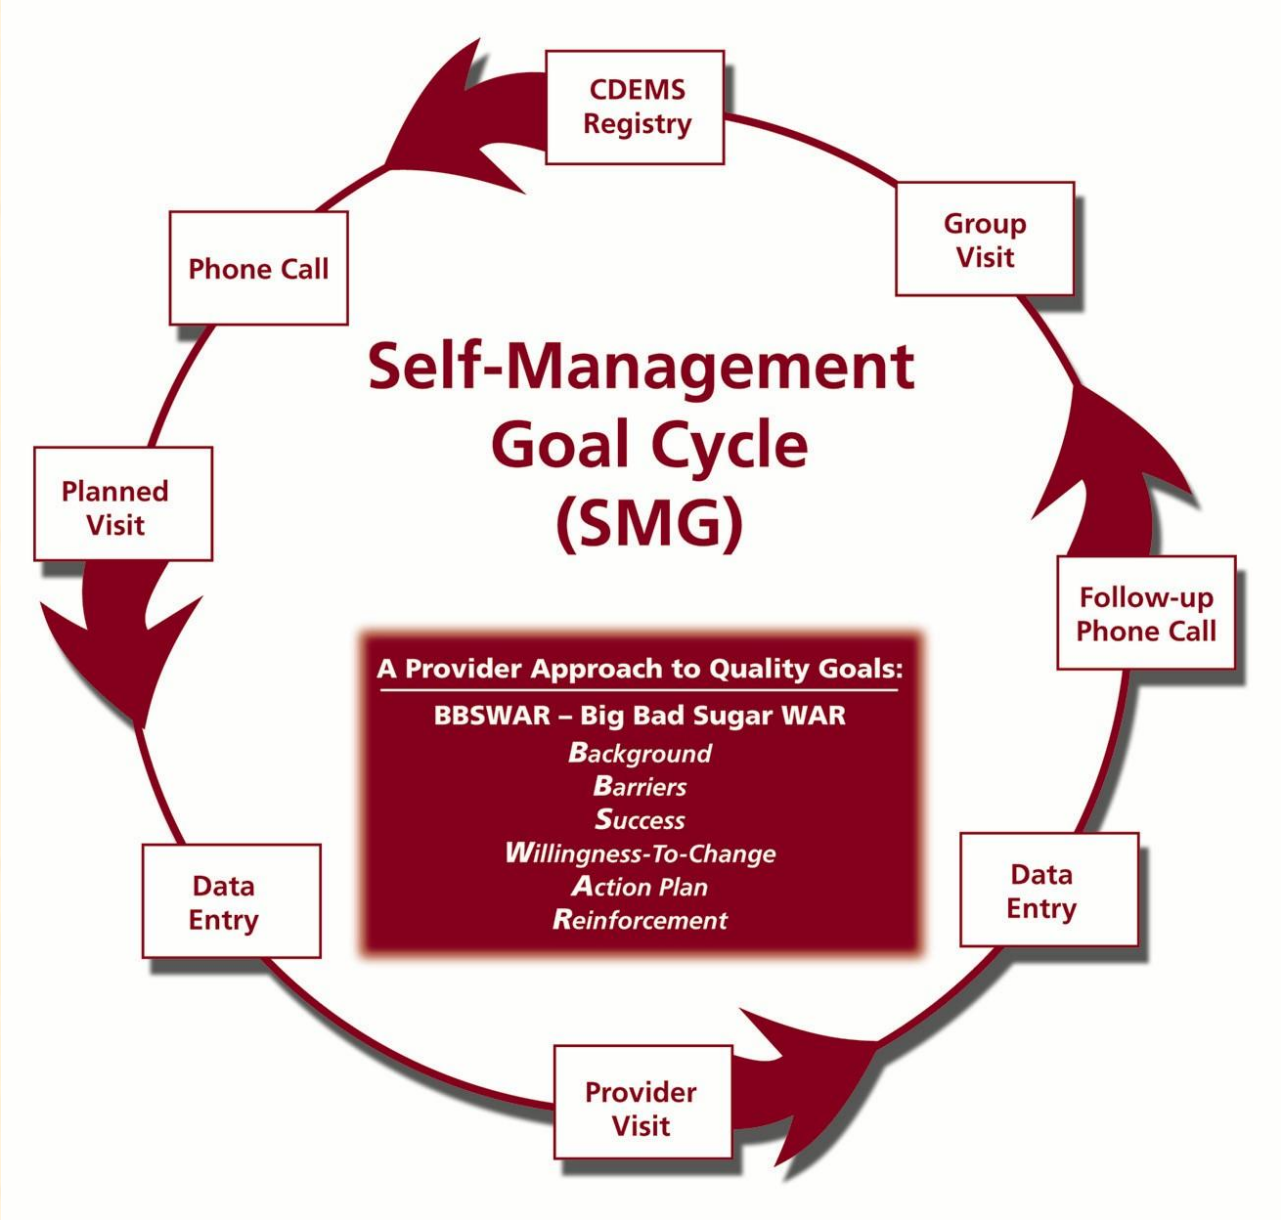 CDEMS
Registry
Group
Visit
Phone Call
Self-Management
Goal Cycle
(SMG)
Planned
Visit
Follow-up
Phone Call
A Provider Approach to Quality Goals:
BBSWAR – Big Bad Sugar WAR
Background
Barriers
Success
Willingness-To-Change
Action Plan
Reinforcement
Data
Entry
Data
Entry
Provider
Visit